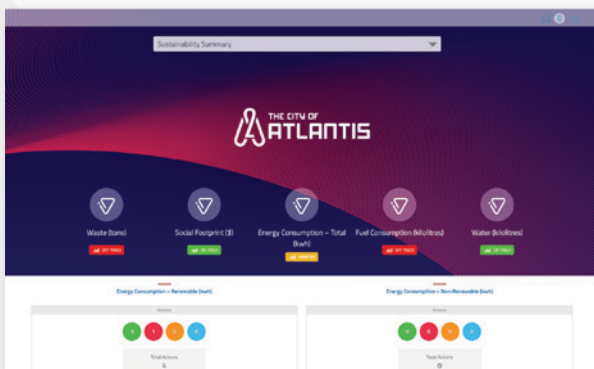 Sustainability Summary
THE CITY OF
ATLANTIS
Waste (tons)
Social Footprint ($)
Energy Consumption – Total
(kwh)
Fuel Consumption (kilolitres)
Water (kilolitres)
OFF TRACK
ON TRACK
MONITOR
OFF TRACK
ON TRACK
Energy Consumption – Renewable (kwh)
Energy Consumption – Non-Renewable (kwh)
Actions
Actions
Total Actions
4
Total Actions